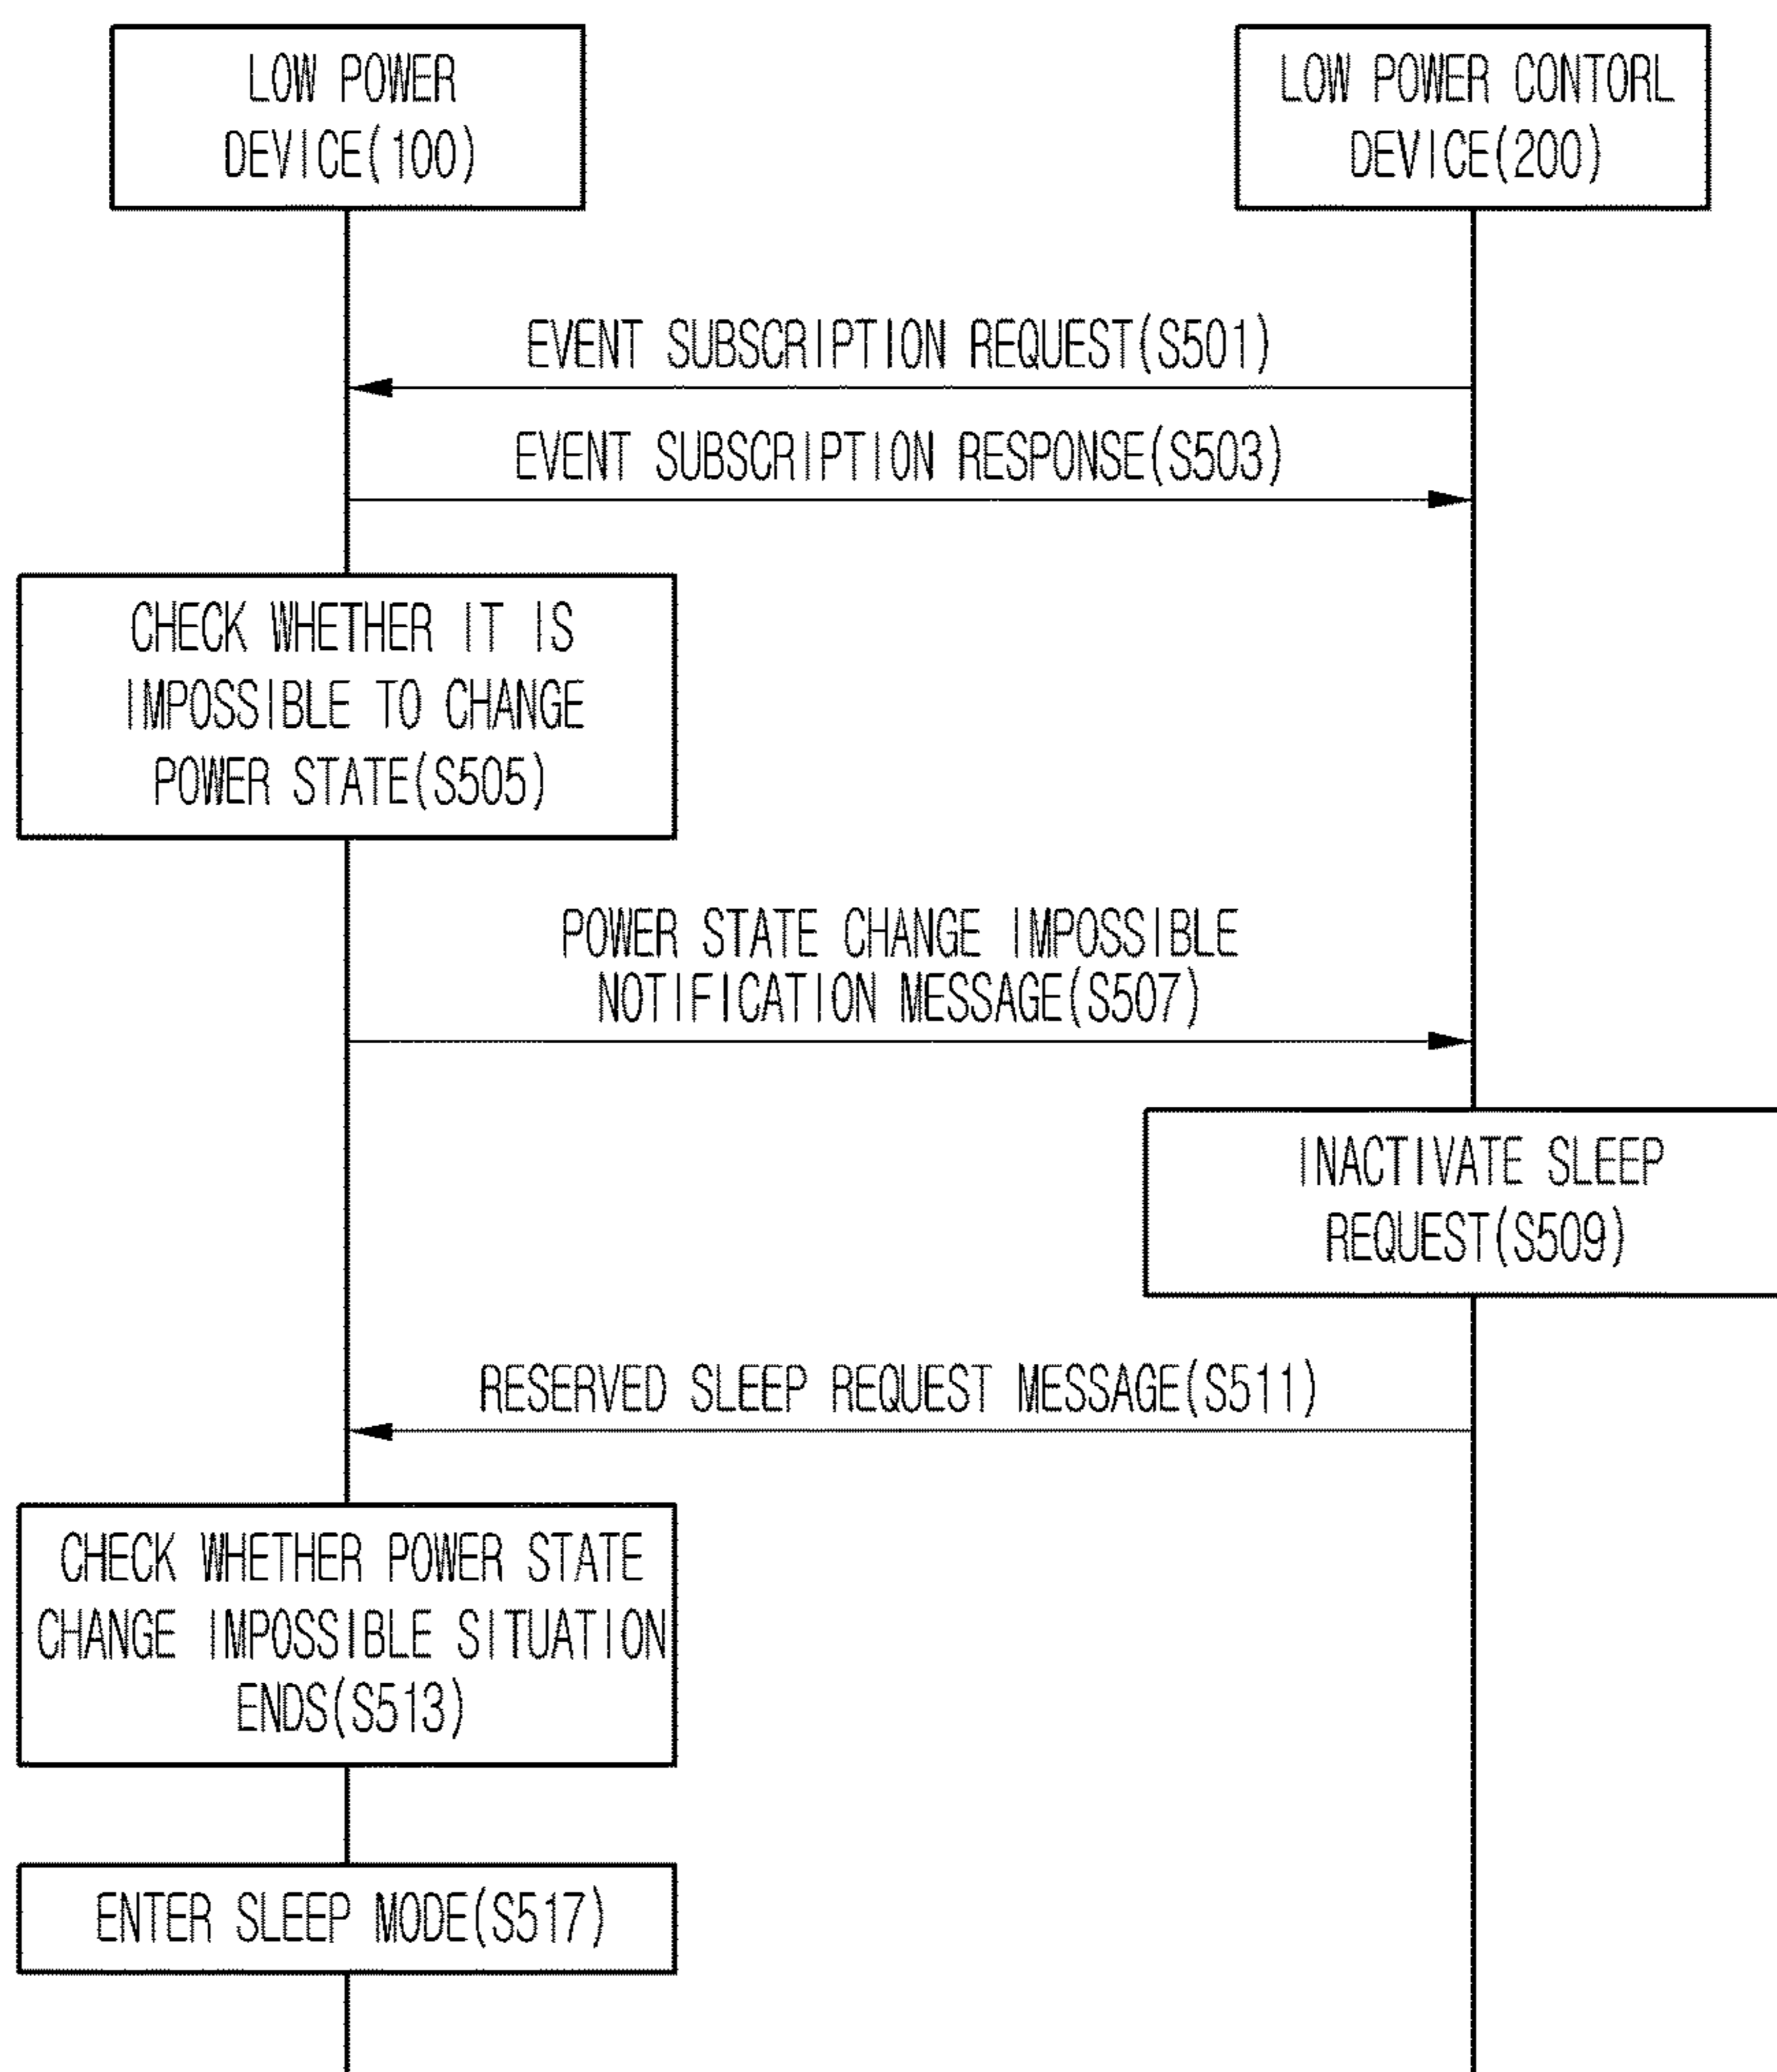 LOW POWER
DEVICE(100)
LOW POWER CONTORL
DEVICE(200)
EVENT SUBSCRIPTION REQUEST(S501)
EVENT SUBSCRIPTION RESPONSE(S503)
CHECK WHETHER IT IS
IMPOSSIBLE TO CHANGE
POWER STATE(S505)
POWER STATE CHANGE IMPOSSIBLE
NOTIFICATION MESSAGE(S507)
INACTIVATE SLEEP
REQUEST(S509)
RESERVED SLEEP REQUEST MESSAGE(S511)
CHECK WHETHER POWER STATE
CHANGE IMPOSSIBLE SITUATION
ENDS(S513)
ENTER SLEEP MODE(S517)